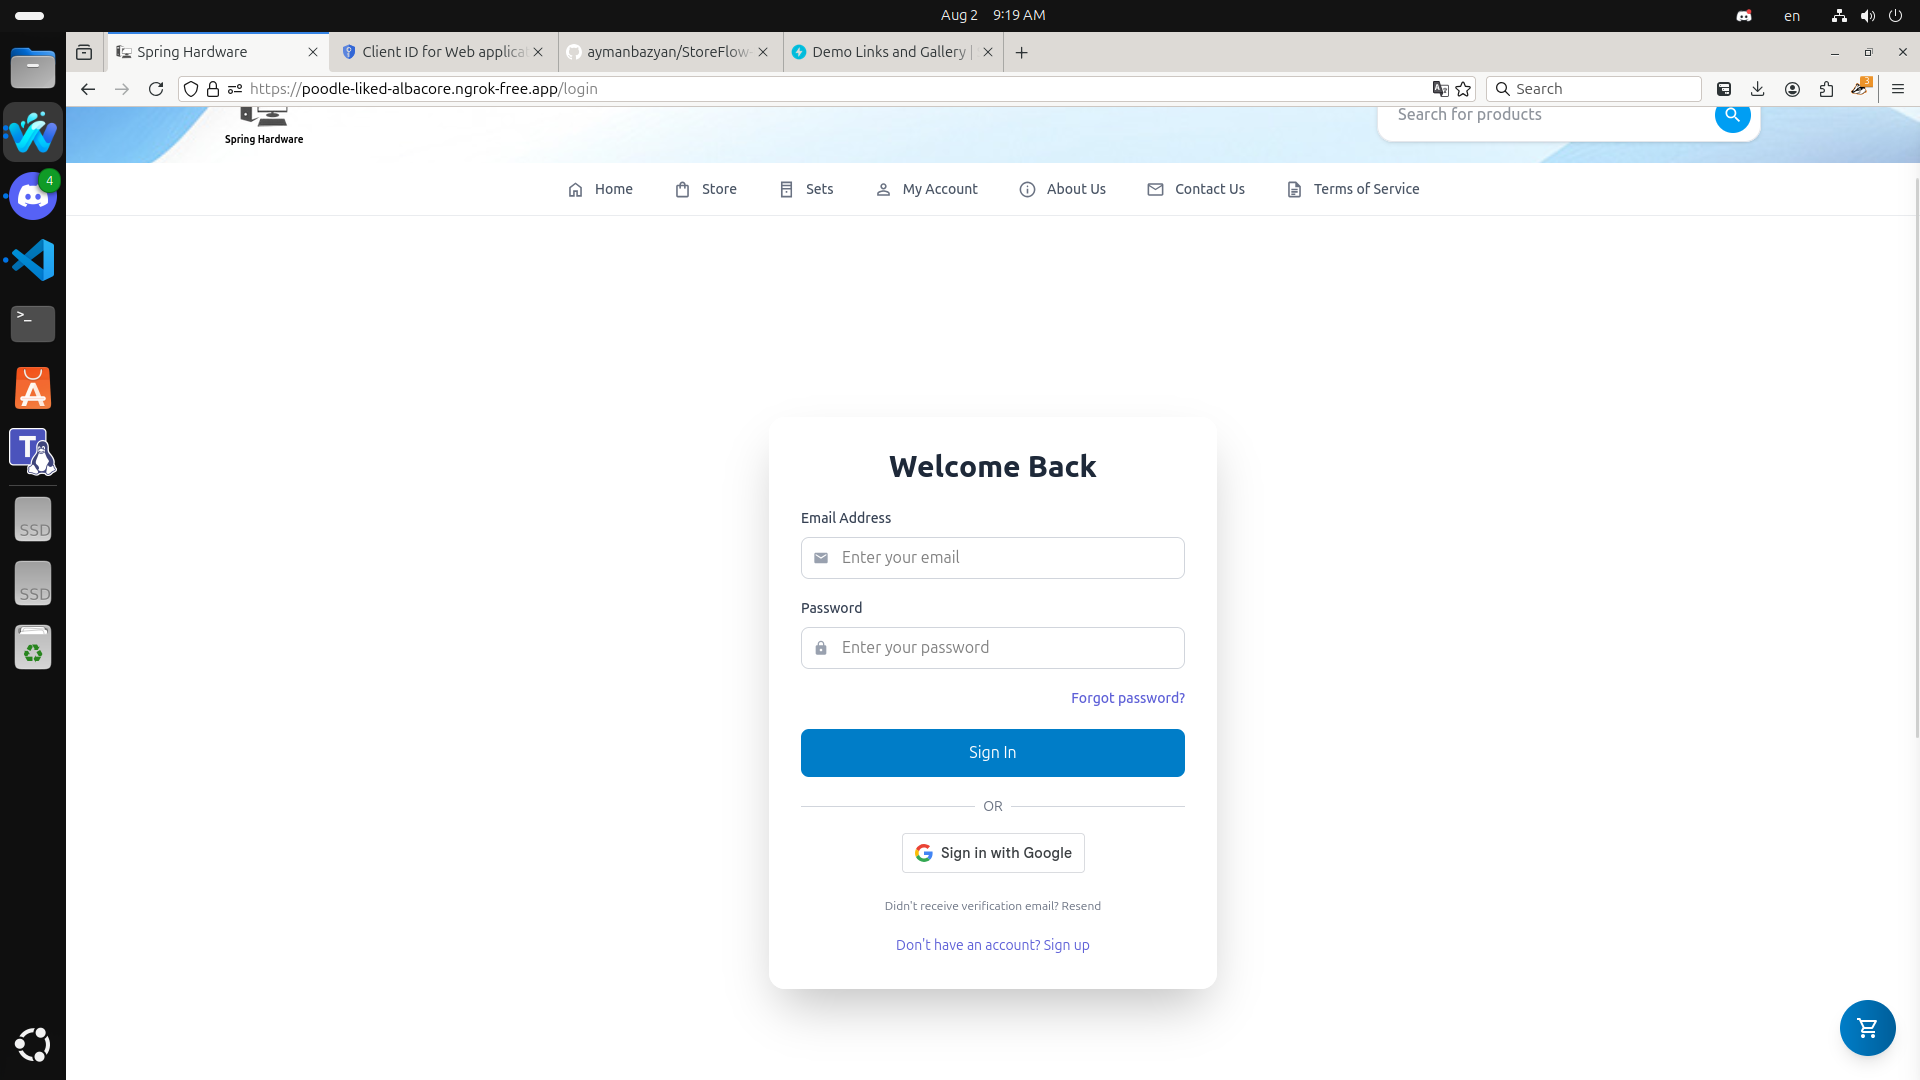 Aug 2 9:19 AM
en
Spring Hardware
Client ID for Web applica
aymanbazyan/StoreFlow-
Demo Links and Gallery |
https://poodle-liked-albacore.ngrok-free.app/login
Search
3
Spring Hardware
Search for products
Home
Store
Sets
My Account
About Us
Contact Us
Terms of Service
4
>_
SSD
SSD
Welcome Back
Email Address
Enter your email
Password
Enter your password
Forgot password?
Sign In
OR
Sign in with Google
Didn't receive verification email? Resend
Don't have an account? Sign up